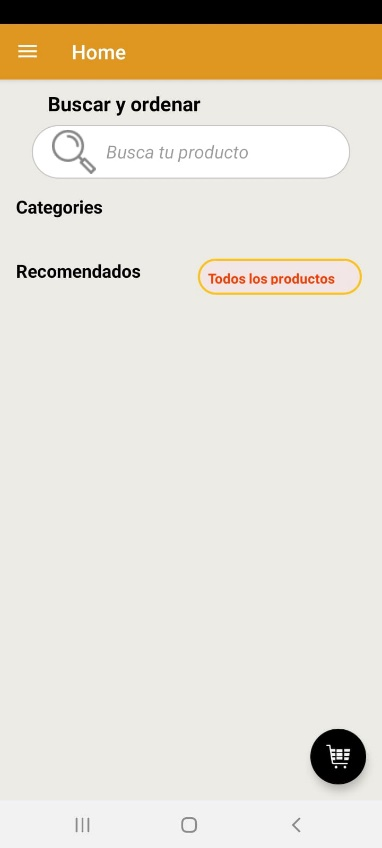 Home
Buscar y ordenar
Busca tu producto
Categories
Recomendados
Todos los productos